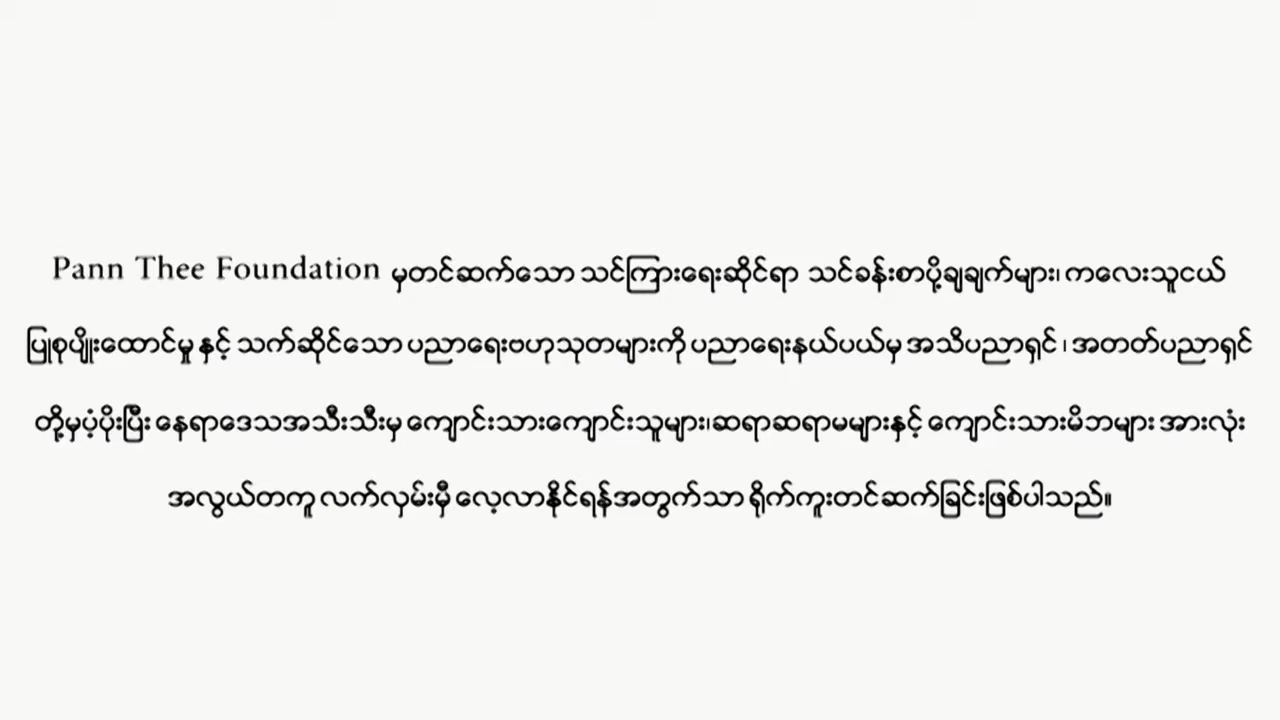 Pann Thee Foundation မှတင်ဆက်သော သင်ကြားရေးဆိုင်ရာ သင်ခန်းစာပို့ချချက်များ၊ ကလေးသူငယ်
ပြုစုပျိုးထောင်မှု နှင့် သက်ဆိုင်သော ပညာရေးဗဟုသုတများကို ပညာရေးနယ်ပယ်မှ အသိပညာရှင် ၊ အတတ်ပညာရှင်
တို့မှပံ့ပိုးပြီး နေရာဒေသအသီးသီးမှ ကျောင်းသားကျောင်းသူများ၊ဆရာဆရာမများနှင့် ကျောင်းသားမိဘများ အားလုံး
အလွယ်တကူ လက်လှမ်းမှီ လေ့လာနိုင်ရန်အတွက်သာ ရိုက်ကူးတင်ဆက်ခြင်းဖြစ်ပါသည်။